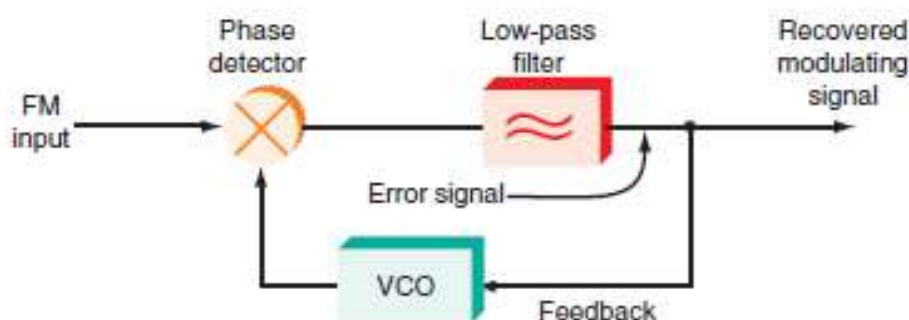 Phase
detector
Low-pass
filter
Recovered
modulating
signal
FM
input
Error signal
VCO
Feedback